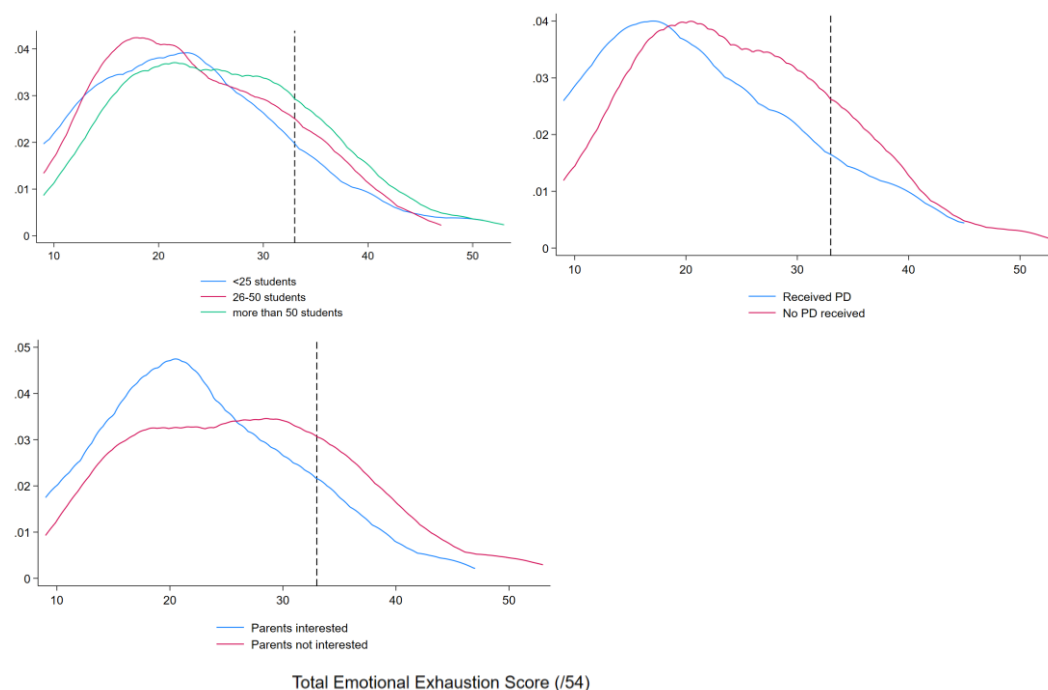 .04
.03
.02
.01
0
10 20 30 40 50
<25 students
26-50 students
more than 50 students
.04
.03
.02
.01
0
10 20 30 40 50
Received PD
No PD received
.05
.04
.03
.02
.01
0
10 20 30 40 50
Parents interested
Parents not interested
Total Emotional Exhaustion Score (/54)